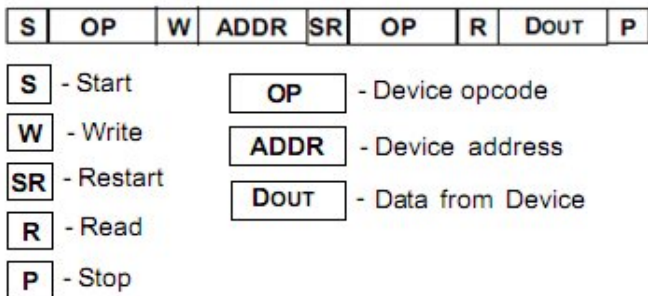 S OP W ADDR SR OP R DOUT P
S - Start
W - Write
SR - Restart
R - Read
P - Stop
OP - Device opcode
ADDR - Device address
DOUT - Data from Device